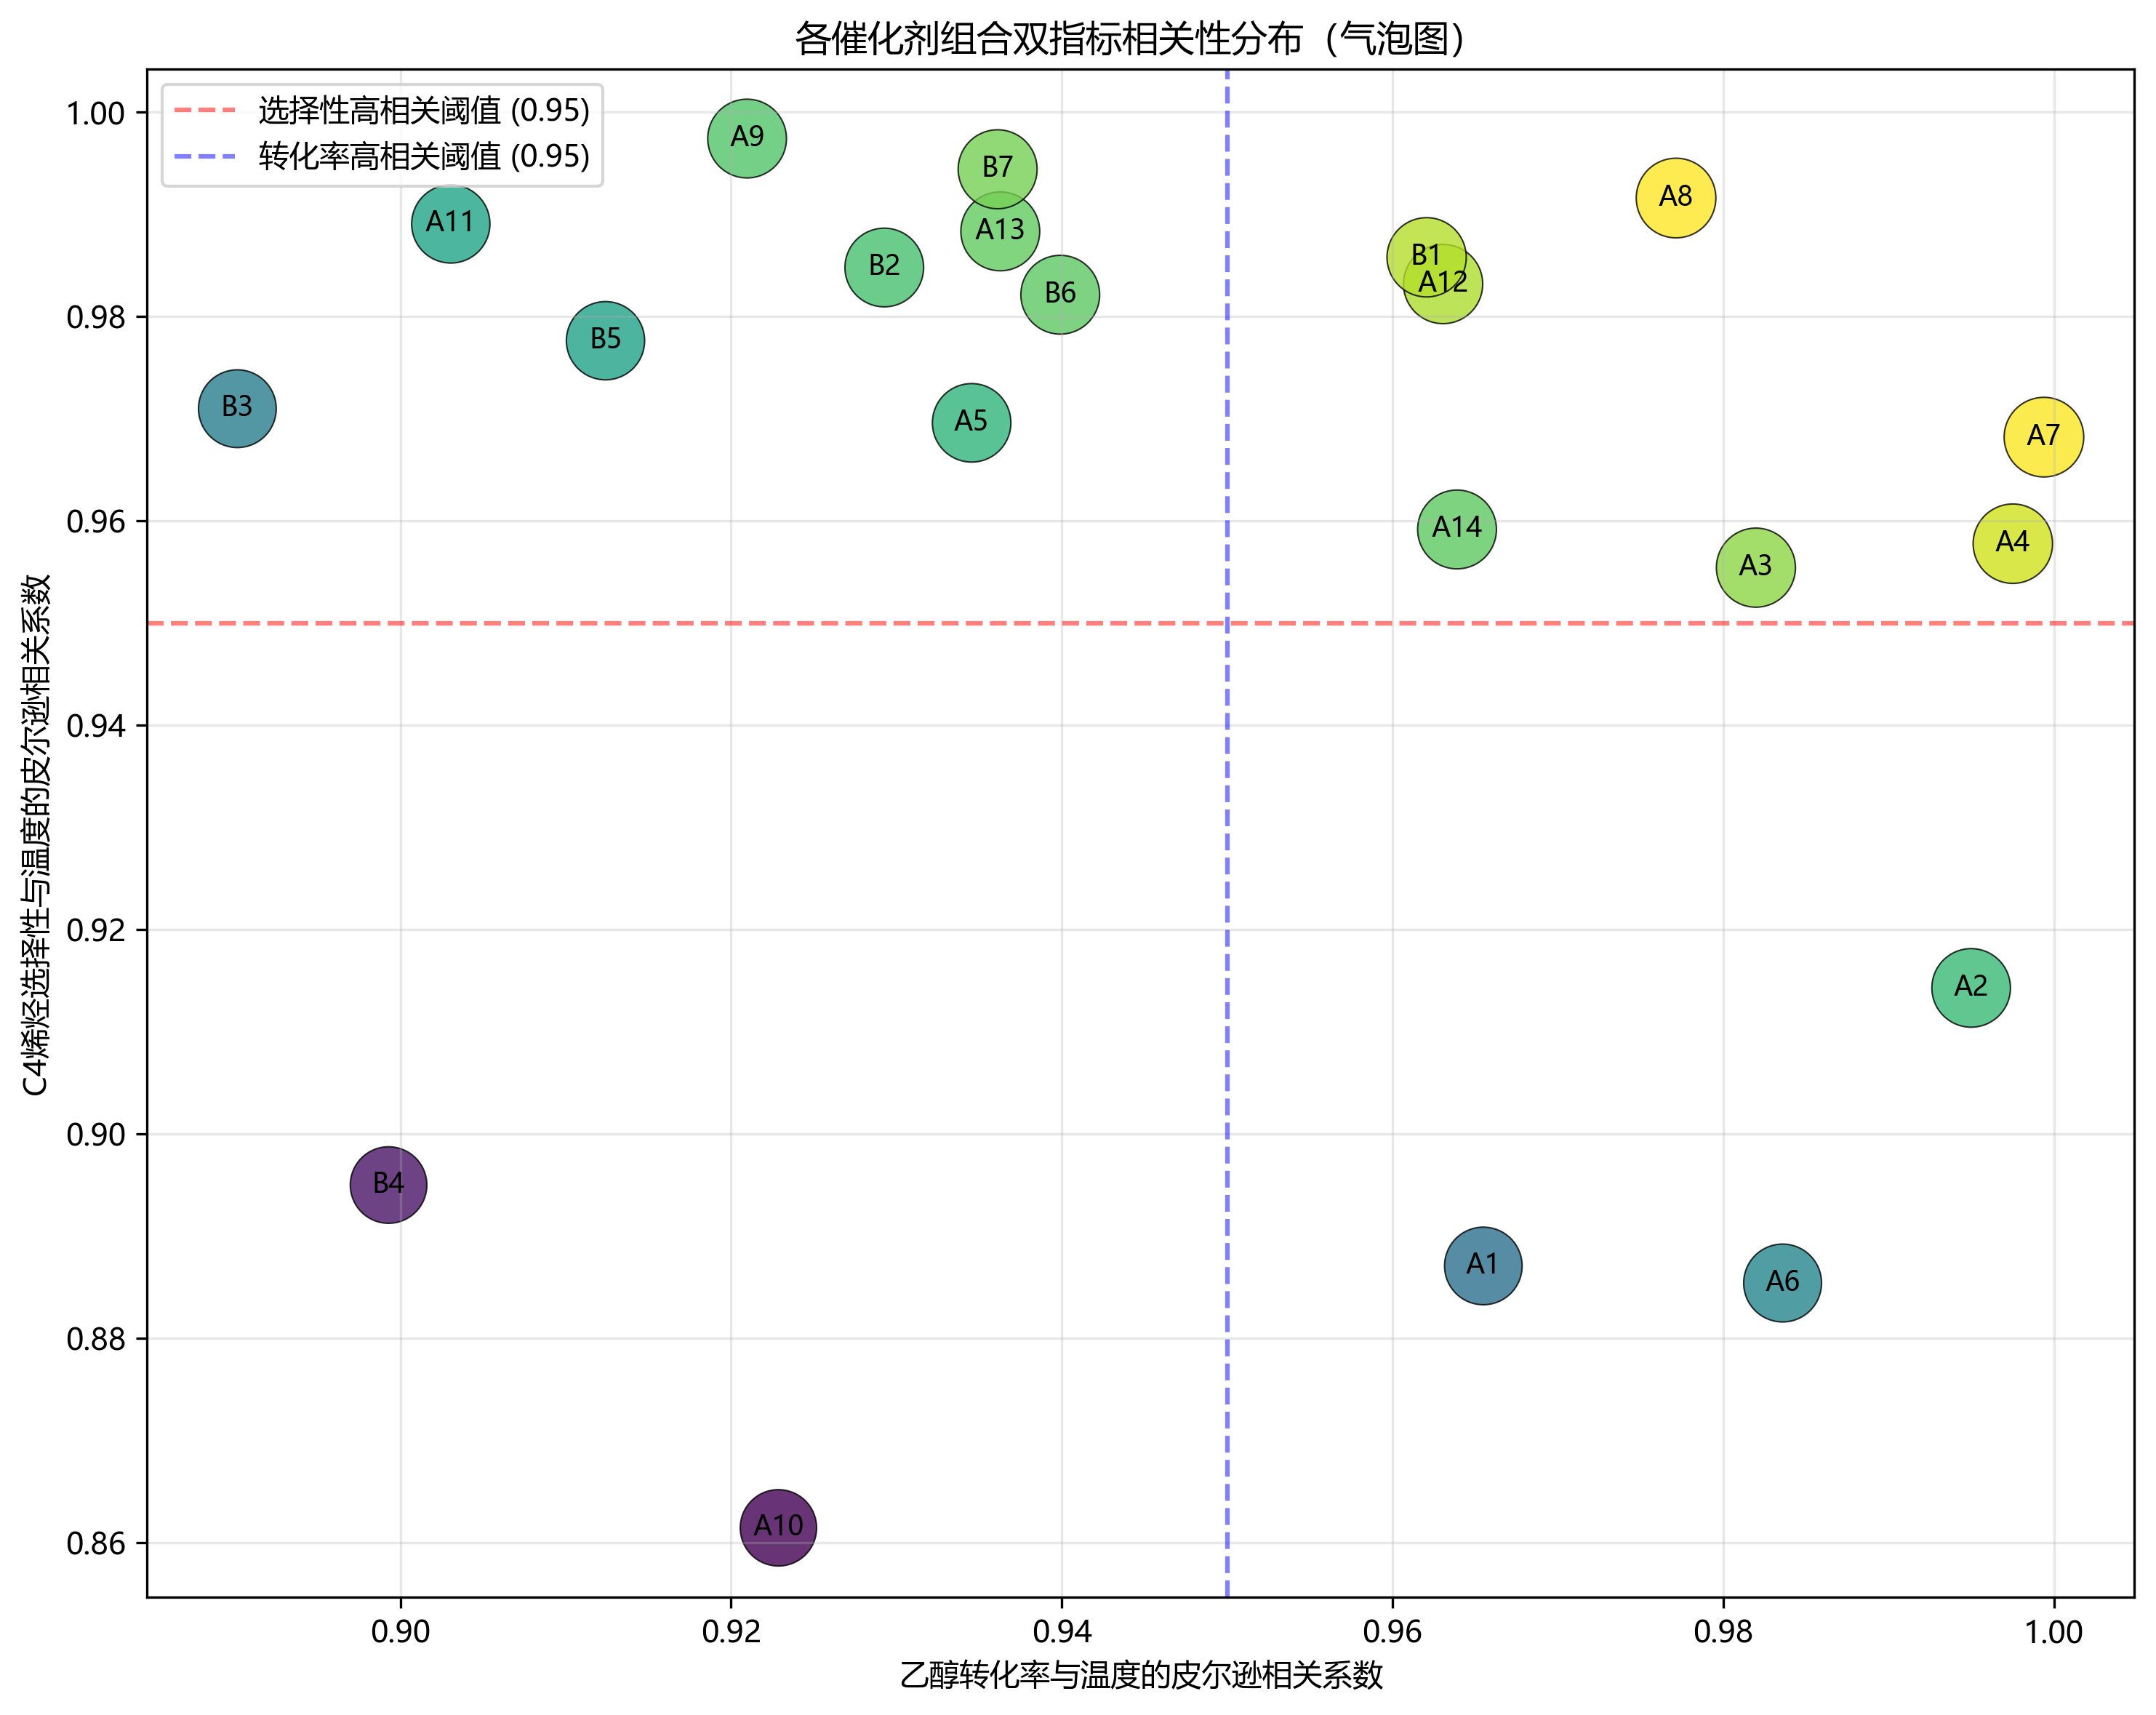 各催化剂组合双指标相关性分布（气泡图）
选择性高相关阈值 (0.95)
转化率高相关阈值 (0.95)
C4烯烃选择性与温度的皮尔逊相关系数
1.00
0.98
0.96
0.94
0.92
0.90
0.88
0.86
A9
B7
A8
A11
A13
B1
B2
A12
B6
B5
B3
A5
A7
A14
A4
A3
A2
B4
A1
A6
A10
0.90
0.92
0.94
0.96
0.98
1.00
乙醇转化率与温度的皮尔逊相关系数